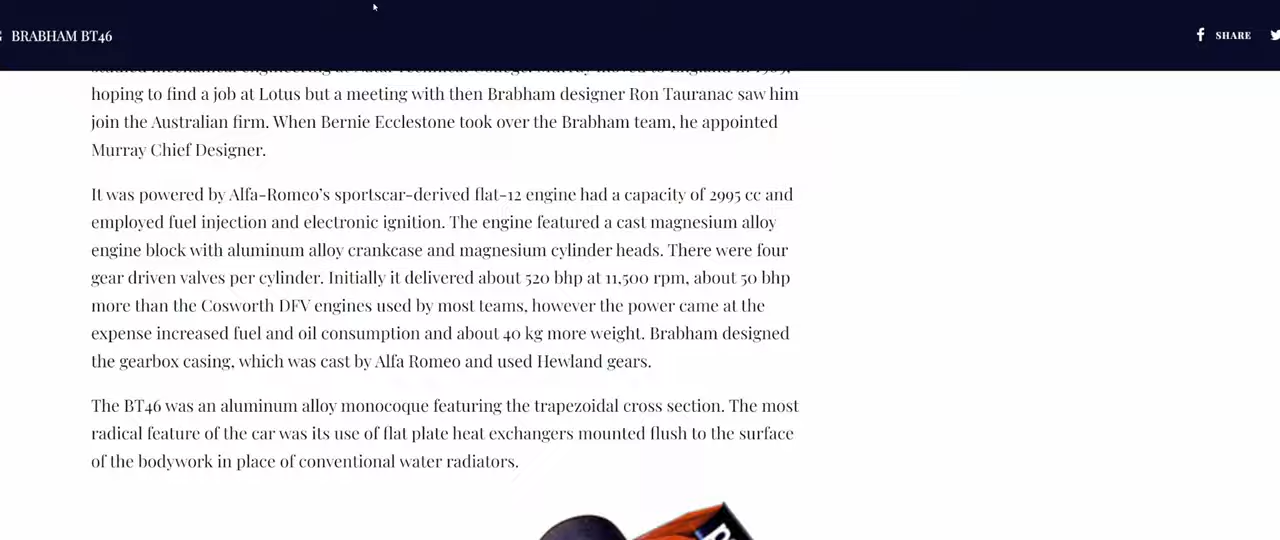 BRABHAM BT46
SHARE
hoping to find a job at Lotus but a meeting with then Brabham designer Ron Tauranac saw him
join the Australian firm. When Bernie Ecclestone took over the Brabham team, he appointed
Murray Chief Designer.
It was powered by Alfa-Romeo’s sportscar-derived flat-12 engine had a capacity of 2995 cc and
employed fuel injection and electronic ignition. The engine featured a cast magnesium alloy
engine block with aluminum alloy crankcase and magnesium cylinder heads. There were four
gear driven valves per cylinder. Initially it delivered about 520 bhp at 11,500 rpm, about 50 bhp
more than the Cosworth DFV engines used by most teams, however the power came at the
expense increased fuel and oil consumption and about 40 kg more weight. Brabham designed
the gearbox casing, which was cast by Alfa Romeo and used Hewland gears.
The BT46 was an aluminum alloy monocoque featuring the trapezoidal cross section. The most
radical feature of the car was its use of flat plate heat exchangers mounted flush to the surface
of the bodywork in place of conventional water radiators.